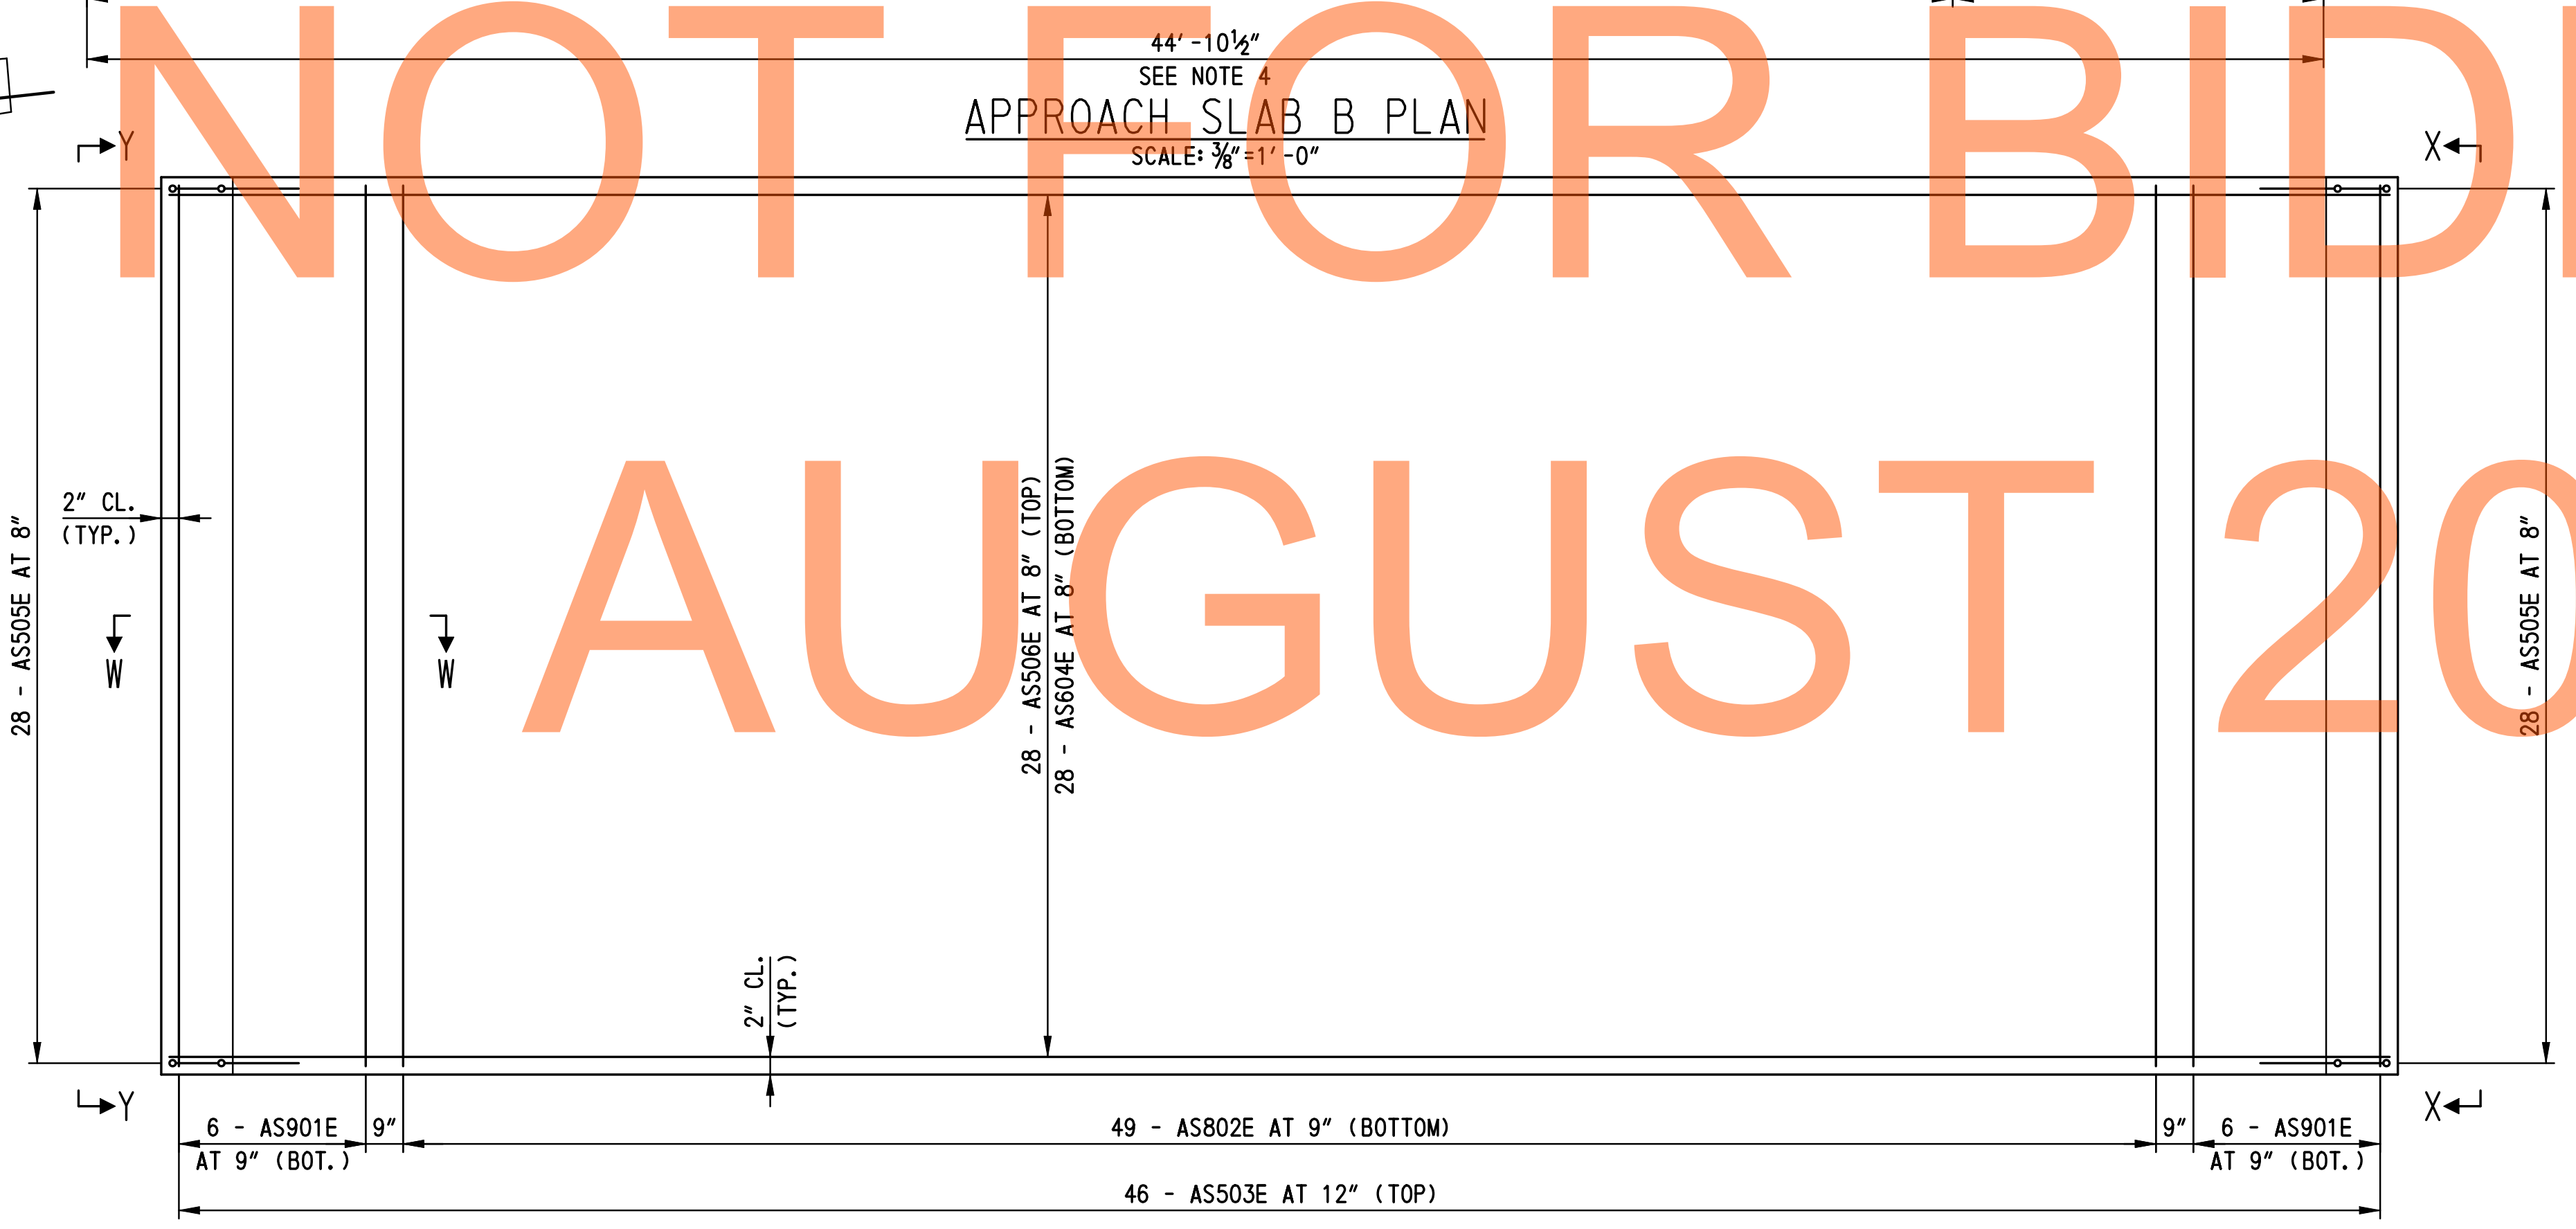 44'-10½"
SEE NOTE 4
APPROACH SLAB B PLAN
SCALE: ⅜"=1'-0"
NOT FOR BID
Y
X
2" CL.
(TYP.)
28 - AS505E AT 8"
W
W
28 - AS506E AT 8" (TOP)
28 - AS604E AT 8" (BOTTOM)
AUGUST 20
28 - AS505E AT 8"
2" CL.
(TYP.)
Y
X
6 - AS901E
AT 9" (BOT.)
9"
49 - AS802E AT 9" (BOTTOM)
9"
6 - AS901E
AT 9" (BOT.)
46 - AS503E AT 12" (TOP)